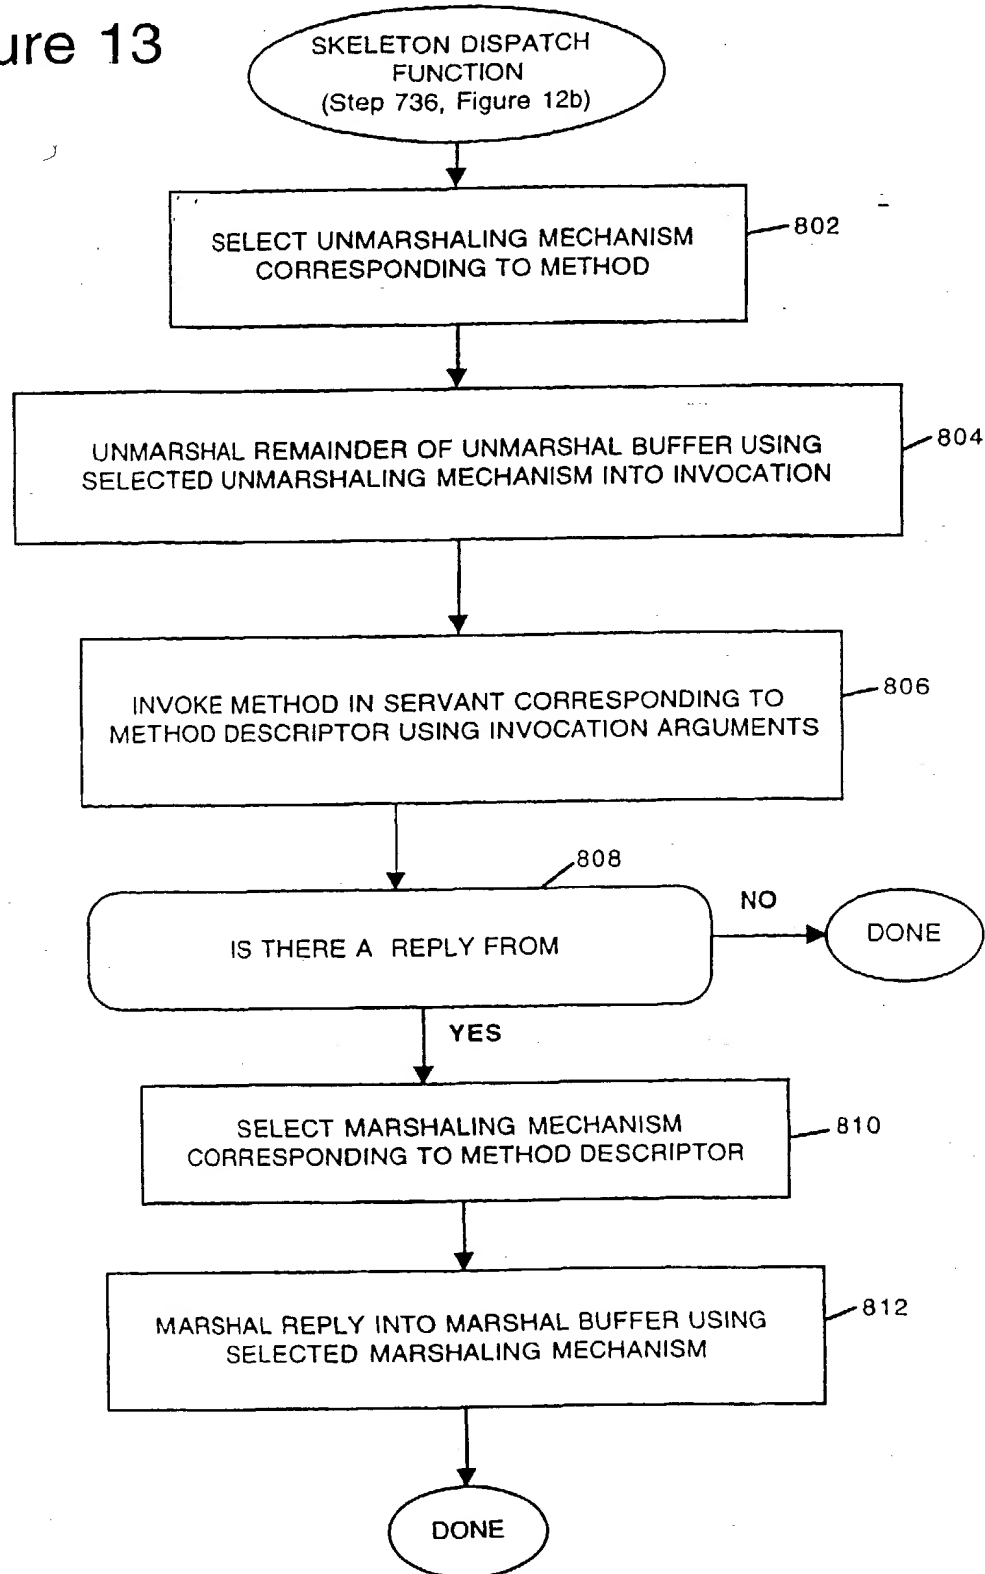 ure 13
SKELETON DISPATCH
FUNCTION
(Step 736, Figure 12b)
802
SELECT UNMARSHALING MECHANISM
CORRESPONDING TO METHOD
804
UNMARSHAL REMAINDER OF UNMARSHAL BUFFER USING
SELECTED UNMARSHALING MECHANISM INTO INVOCATION
806
INVOKE METHOD IN SERVANT CORRESPONDING TO
METHOD DESCRIPTOR USING INVOCATION ARGUMENTS
808
NO
IS THERE A REPLY FROM
DONE
YES
810
SELECT MARSHALING MECHANISM
CORRESPONDING TO METHOD DESCRIPTOR
812
MARSHAL REPLY INTO MARSHAL BUFFER USING
SELECTED MARSHALING MECHANISM
DONE